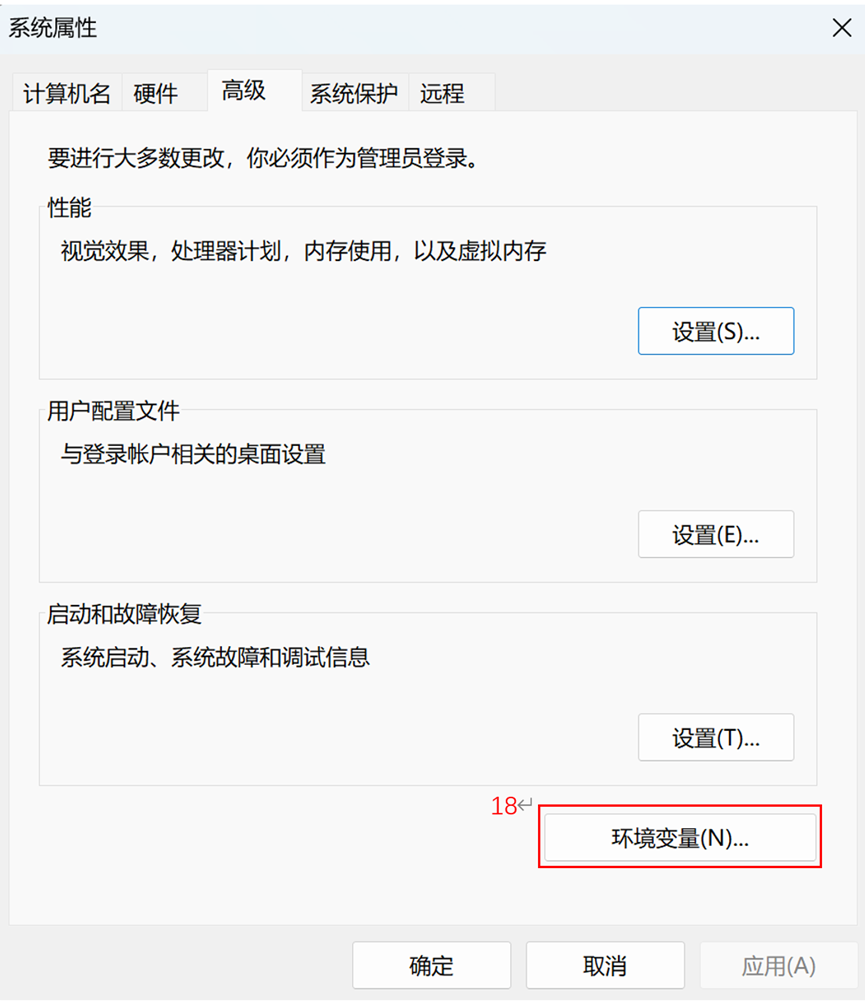 系统属性
计算机名 硬件 高级 系统保护 远程
要进行大多数更改，你必须作为管理员登录。
性能
视觉效果，处理器计划，内存使用，以及虚拟内存
设置(S)...
用户配置文件
与登录帐户相关的桌面设置
设置(E)...
启动和故障恢复
系统启动、系统故障和调试信息
设置(T)...
18↵
环境变量(N)...
确定 取消 应用(A)